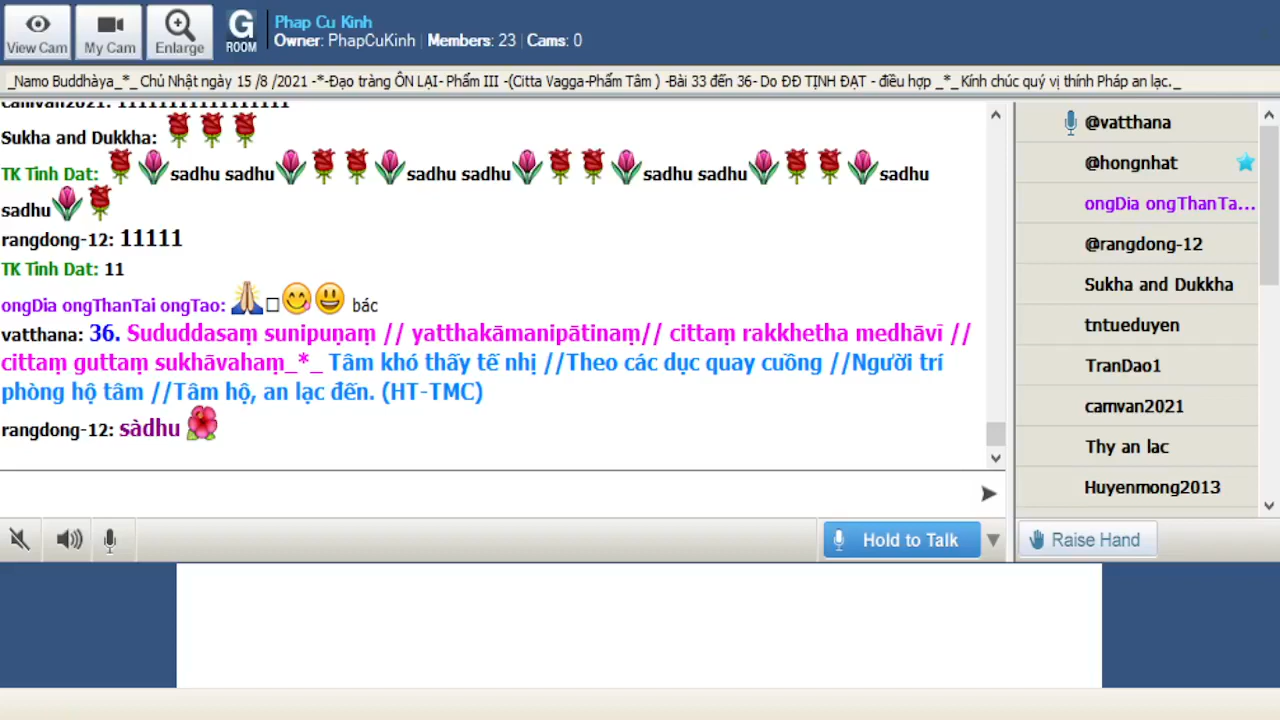 View Cam
My Cam
Enlarge
G
ROOM
Phap Cu Kinh
Owner: PhapCuKinh | Members: 23 | Cams: 0
_Namo Buddhàya_*_ Chủ Nhật ngày 15 /8 /2021 -*-Đạo tràng ÔN LẠI- Phẩm III -(Citta Vagga-Phẩm Tâm ) -Bài 33 đến 36- Do ĐĐ TỊNH ĐẠT - điều hợp _*_Kính chúc quý vị thính Pháp an lạc._
camvan2021: 11111111111111111
Sukha and Dukkha:
TK Tinh Dat: sadhu sadhu sadhu sadhu sadhu sadhu sadhu
sadhu
rangdong-12: 11111
TK Tinh Dat: 11
ongDia ongThanTai ongTao: bác
vatthana: 36. Sududdasaṃ sunipuṇaṃ // yatthakāmanipātinaṃ// cittaṃ rakkhetha medhāvī //
cittaṃ guttaṃ sukhāvahaṃ_*_ Tâm khó thấy tế nhị //Theo các dục quay cuồng //Người trí
phòng hộ tâm //Tâm hộ, an lạc đến. (HT-TMC)
rangdong-12: sàdhu
Hold to Talk
@vatthana
@hongnhat
ongDia ongThanTa...
@rangdong-12
Sukha and Dukkha
tntueduyen
TranDao1
camvan2021
Thy an lac
Huyenmong2013
Raise Hand